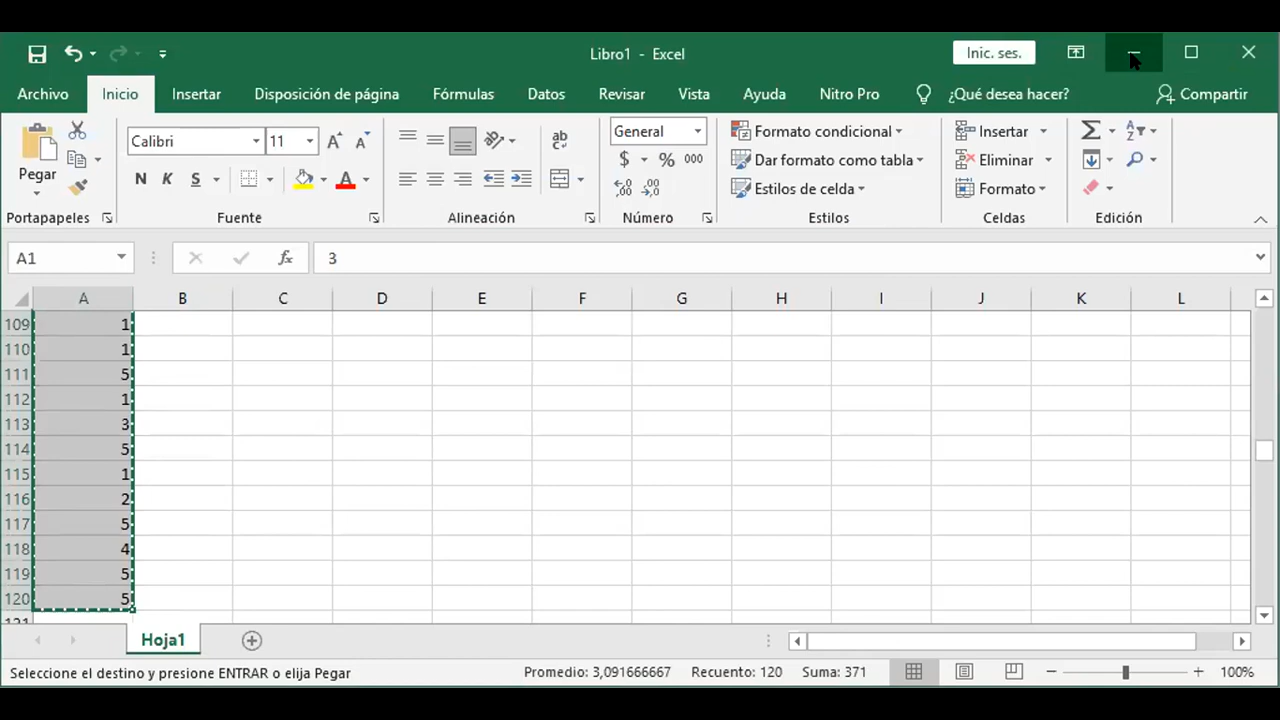 Libro1 - Excel
Inic. ses.
Archivo Inicio Insertar Disposición de página Fórmulas Datos Revisar Vista Ayuda Nitro Pro ¿Qué desea hacer? Compartir
Pegar
Calibri 11
N K S
General
$ % 000
Formato condicional
Dar formato como tabla
Estilos de celda
Insertar
Eliminar
Formato
Portapapeles Fuente Alineación Número Estilos Celdas Edición
A1 fx 3
A B C D E F G H I J K L
109 1
110 1
111 5
112 1
113 3
114 5
115 1
116 2
117 5
118 4
119 5
120 5
121
Hoja1
Seleccione el destino y presione ENTRAR o elija Pegar Promedio: 3,091666667 Recuento: 120 Suma: 371 100%